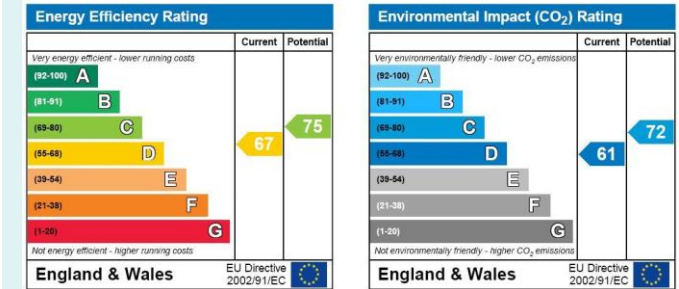 Energy Efficiency Rating
Current Potential
Very energy efficient - lower running costs
(92-100) A
(81-91) B
(69-80) C
75
67
(55-68) D
(39-54) E
(21-38) F
(1-20) G
Not energy efficient - higher running costs
England & Wales
EU Directive
2002/91/EC
Environmental Impact (CO₂) Rating
Current Potential
Very environmentally friendly - lower CO₂ emissions
(92-100) A
(81-91) B
(69-80) C
72
(55-68) D
61
(39-54) E
(21-38) F
(1-20) G
Not environmentally friendly - higher CO₂ emissions
England & Wales
EU Directive
2002/91/EC